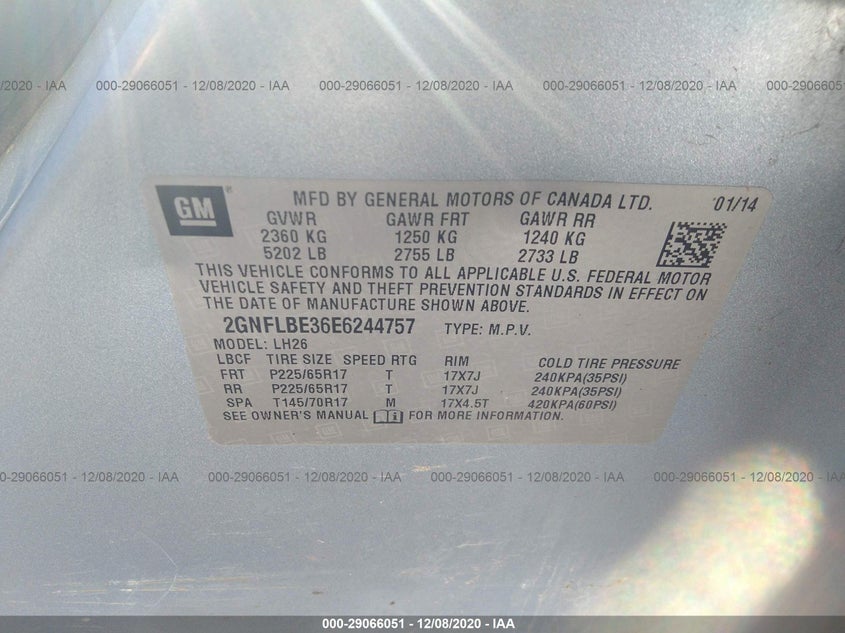 2/2020 - IAA 000-29066051 - 12/08/2020 - IAA 000-29066051 - 12/08/2020 - IAA 000-29066051 - 12/08/2020 - IAA 000-29066051
GM ® MFD BY GENERAL MOTORS OF CANADA LTD. 01/14
GVWR GAWR FRT GAWR RR
2360 KG 1250 KG 1240 KG
5202 LB 2755 LB 2733 LB
THIS VEHICLE CONFORMS TO ALL APPLICABLE U.S. FEDERAL MOTOR
VEHICLE SAFETY AND THEFT PREVENTION STANDARDS IN EFFECT ON
THE DATE OF MANUFACTURE SHOWN ABOVE.
2GNFLBE36E6244757 TYPE: M.P.V.
MODEL: LH26
LBCF TIRE SIZE SPEED RTG RIM COLD TIRE PRESSURE
FRT P225/65R17 T 17X7J 240KPA(35PSI)
RR P225/65R17 T 17X7J 240KPA(35PSI)
SPA T145/70R17 M 17X4.5T 420KPA(60PSI)
SEE OWNER'S MANUAL FOR MORE INFORMATION.
000-29066051 - 12/08/2020 - IAA 000-29066051 - 12/08/2020 - IAA 000-29066051 - 12/08/2020 - IAA 000-29066051 - 12/08/2020
000-29066051 - 12/08/2020 - IAA